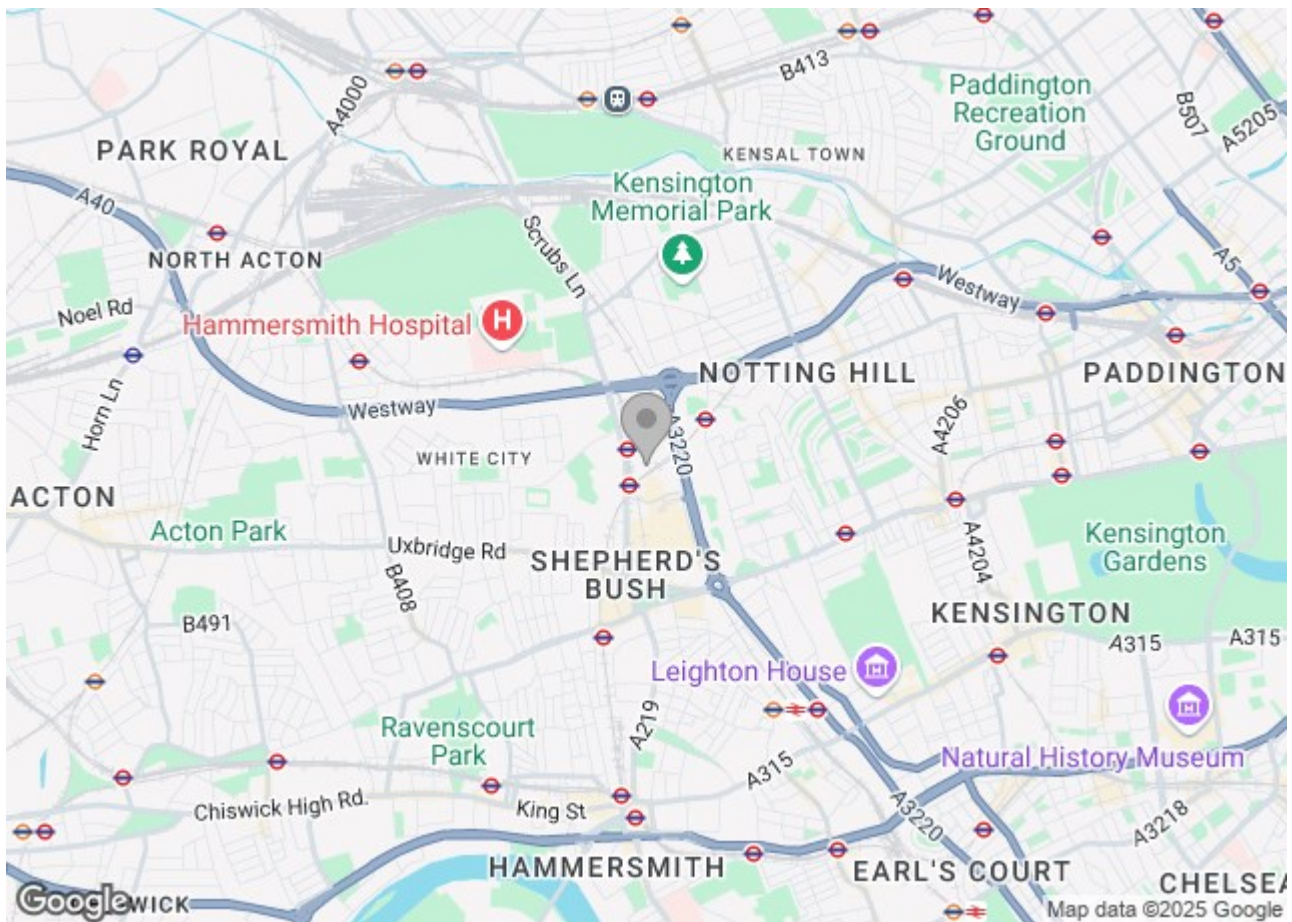 B413
A4000
Paddington
Recreation
Ground
B507
A5205
PARK ROYAL
KENSAL TOWN
A40
Kensington
Memorial Park
Scrubs Ln
NORTH ACTON
A5
Westway
Noel Rd
Hammersmith Hospital
H
Horn Ln
NOTTING HILL
PADDINGTON
Westway
A3220
AA206
WHITE CITY
ACTON
Acton Park
Uxbridge Rd
SHEPHERD'S
BUSH
A4204
Kensington
Gardens
B408
B491
KENSINGTON
A315
A315
Leighton House
A219
Ravenscourt
Park
A315
Natural History Museum
Chiswick High Rd.
King St
A3220
A3218
HAMMERSMITH
EARL'S COURT
CHELSEA
Google
WICK
Map data ©2025 Google